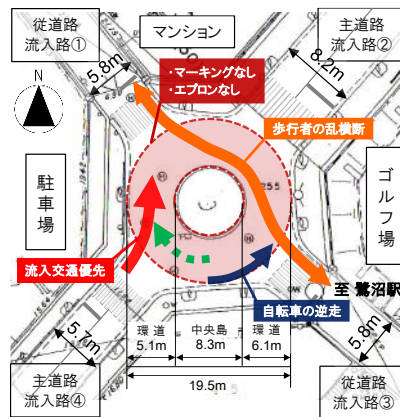 従道路
流入路①
マンション
主道路
流入路②
N
5.8m
8.2m
・マーキングなし
・エプロンなし
歩行者の乱横断
駐車場
ゴルフ場
255
流入交通優先
至 鷺沼駅
自転車の逆走
環 道
5.1m
中央島
8.3m
環 道
6.1m
19.5m
5.7m
5.8m
主道路
流入路④
従道路
流入路③